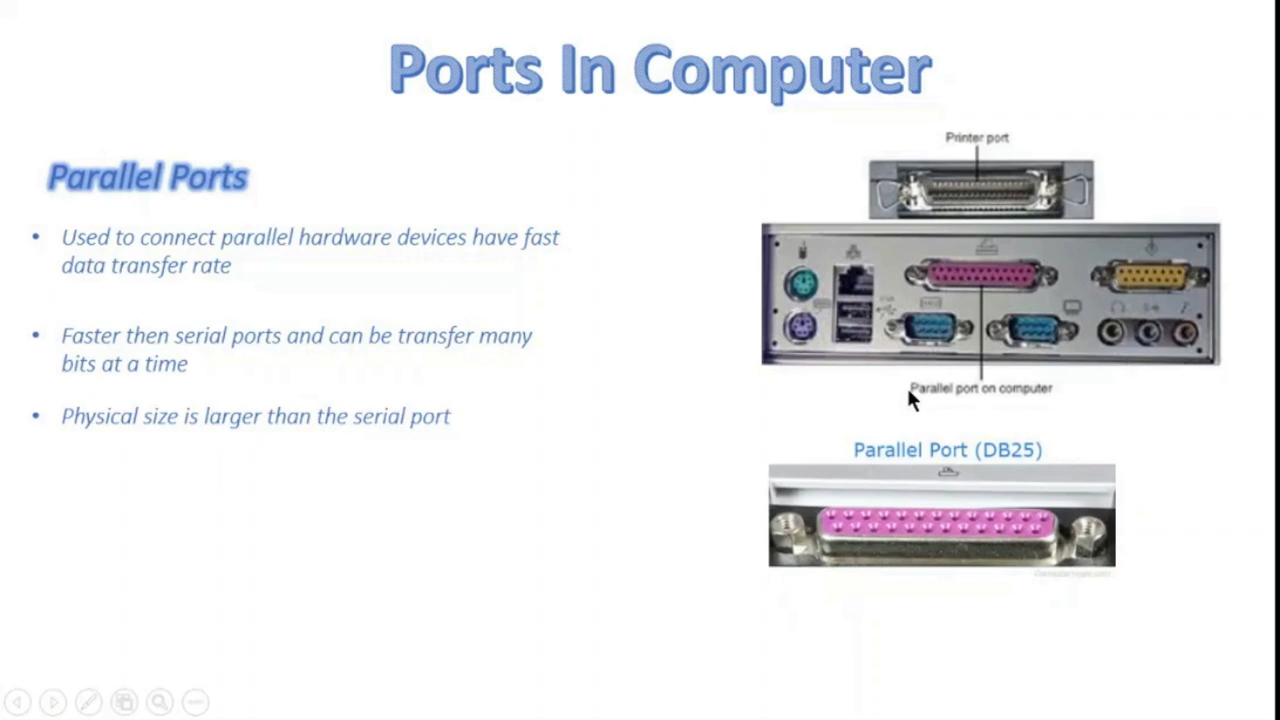 Ports In Computer
Parallel Ports
• Used to connect parallel hardware devices have fast
data transfer rate
• Faster then serial ports and can be transfer many
bits at a time
• Physical size is larger than the serial port
Printer port
Parallel port on computer
Parallel Port (DB25)